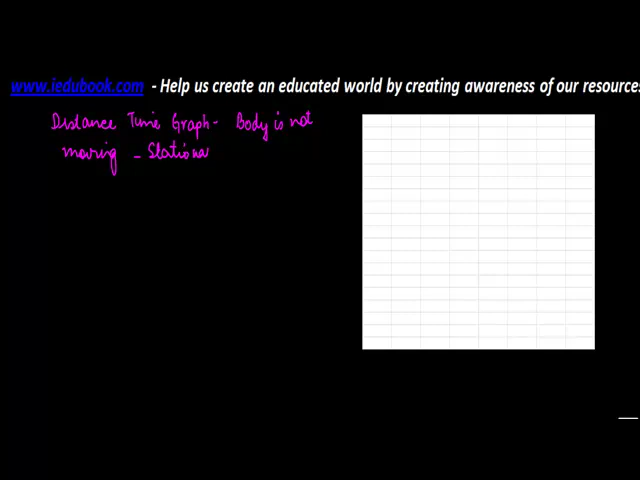 www.iedubook.com - Help us create an educated world by creating awareness of our resources
Distance Time Graph - Body is not
moving - Stationa